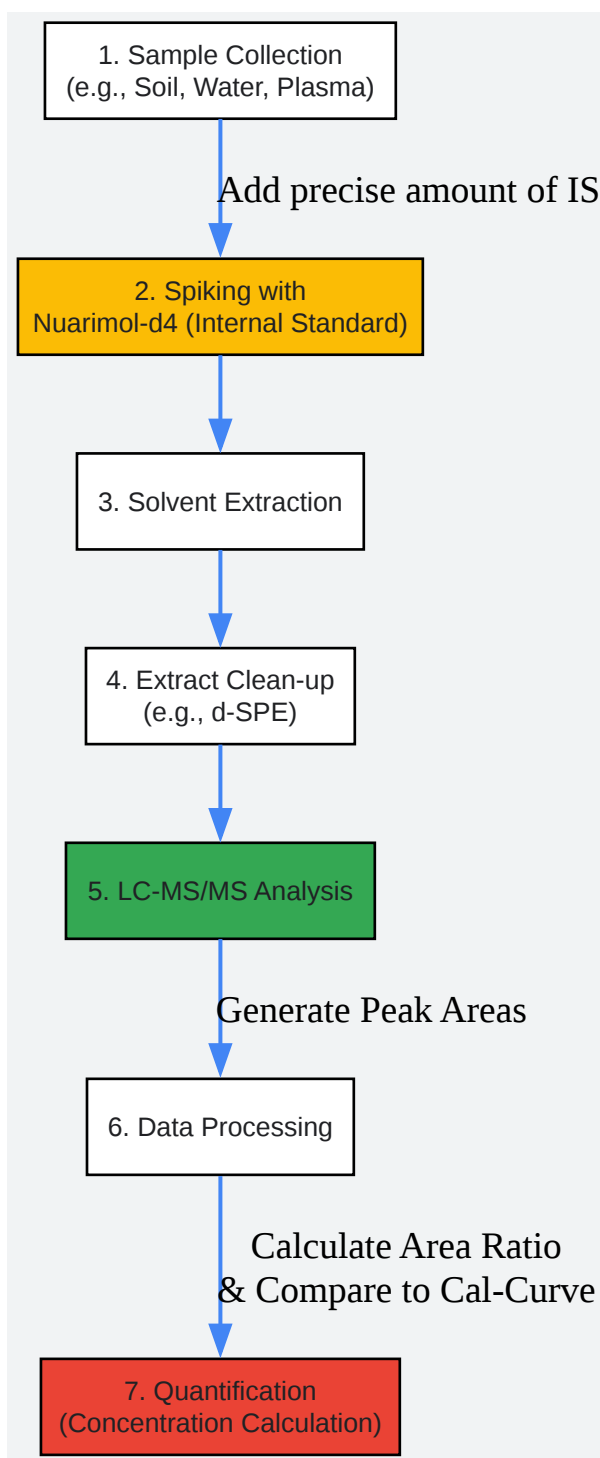 1. Sample Collection
(e.g., Soil, Water, Plasma)
Add precise amount of IS
2. Spiking with
Nuarimol-d4 (Internal Standard)
3. Solvent Extraction
4. Extract Clean-up
(e.g., d-SPE)
5. LC-MS/MS Analysis
Generate Peak Areas
6. Data Processing
Calculate Area Ratio
& Compare to Cal-Curve
7. Quantification
(Concentration Calculation)